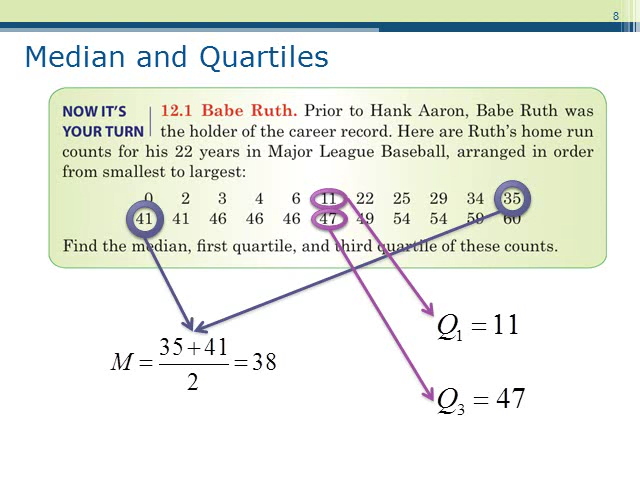 8
Median and Quartiles
NOW IT'S YOUR TURN | 12.1 Babe Ruth. Prior to Hank Aaron, Babe Ruth was
the holder of the career record. Here are Ruth's home run
counts for his 22 years in Major League Baseball, arranged in order
from smallest to largest:
0 2 3 4 6 11 22 25 29 34 35
41 41 46 46 46 47 49 54 54 59 60
Find the median, first quartile, and third quartile of these counts.
M = (35+41)/2 = 38
Q₁ = 11
Q₃ = 47